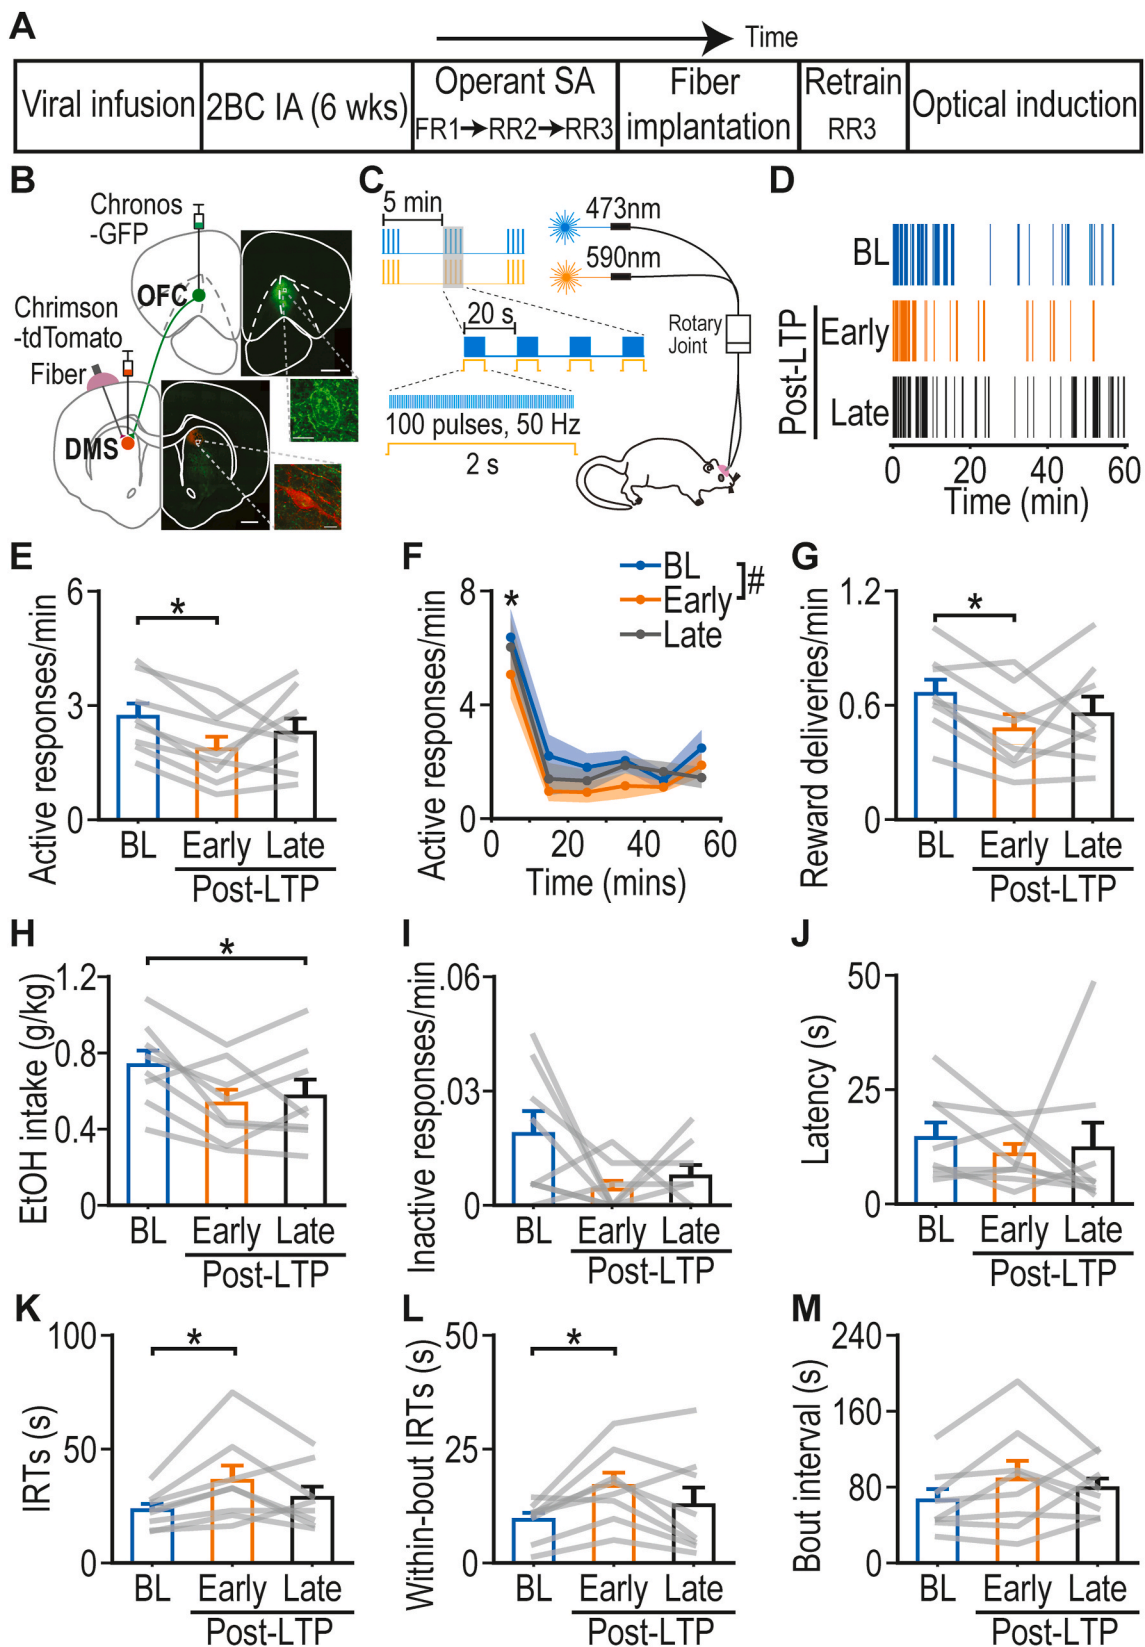 A
Time
Viral infusion
2BC IA (6 wks)
Operant SA
FR1→RR2→RR3
Fiber
implantation
Retrain
RR3
Optical induction
B
Chronos
-GFP
OFC
Chrimson
-tdTomato
Fiber
DMS
C
5 min
473nm
590nm
20 s
Rotary
Joint
100 pulses, 50 Hz
2 s
D
BL
Early
Late
Post-LTP
0 20 40 60
Time (min)
E
Active responses/min
6
3
0
*
BL Early Late
Post-LTP
F
Active responses/min
8
4
0
*
BL
Early
Late
#
0 20 40 60
Time (mins)
G
Reward deliveries/min
1.2
0.6
0
*
BL Early Late
Post-LTP
H
EtOH intake (g/kg)
1.2
0.8
0.4
0
*
BL Early Late
Post-LTP
I
Inactive responses/min
.06
.03
0
BL Early Late
Post-LTP
J
Latency (s)
50
25
0
BL Early Late
Post-LTP
K
IRTs (s)
100
50
0
*
BL Early Late
Post-LTP
L
Within-bout IRTs (s)
50
25
0
*
BL Early Late
Post-LTP
M
Bout interval (s)
240
160
80
0
BL Early Late
Post-LTP